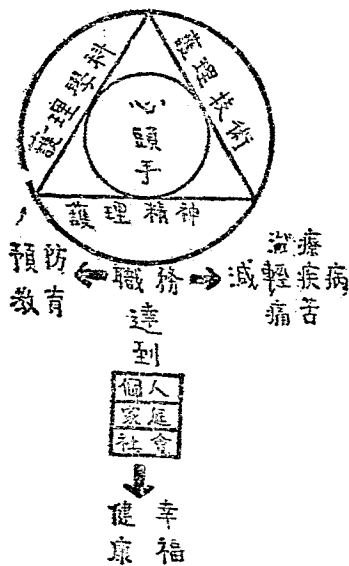 護理學科
護理技術
心
頭
手
護理精神
預防
教育
職務
治療
減輕疾病
痛苦
達
到
個人
家庭
社會
健幸
康福